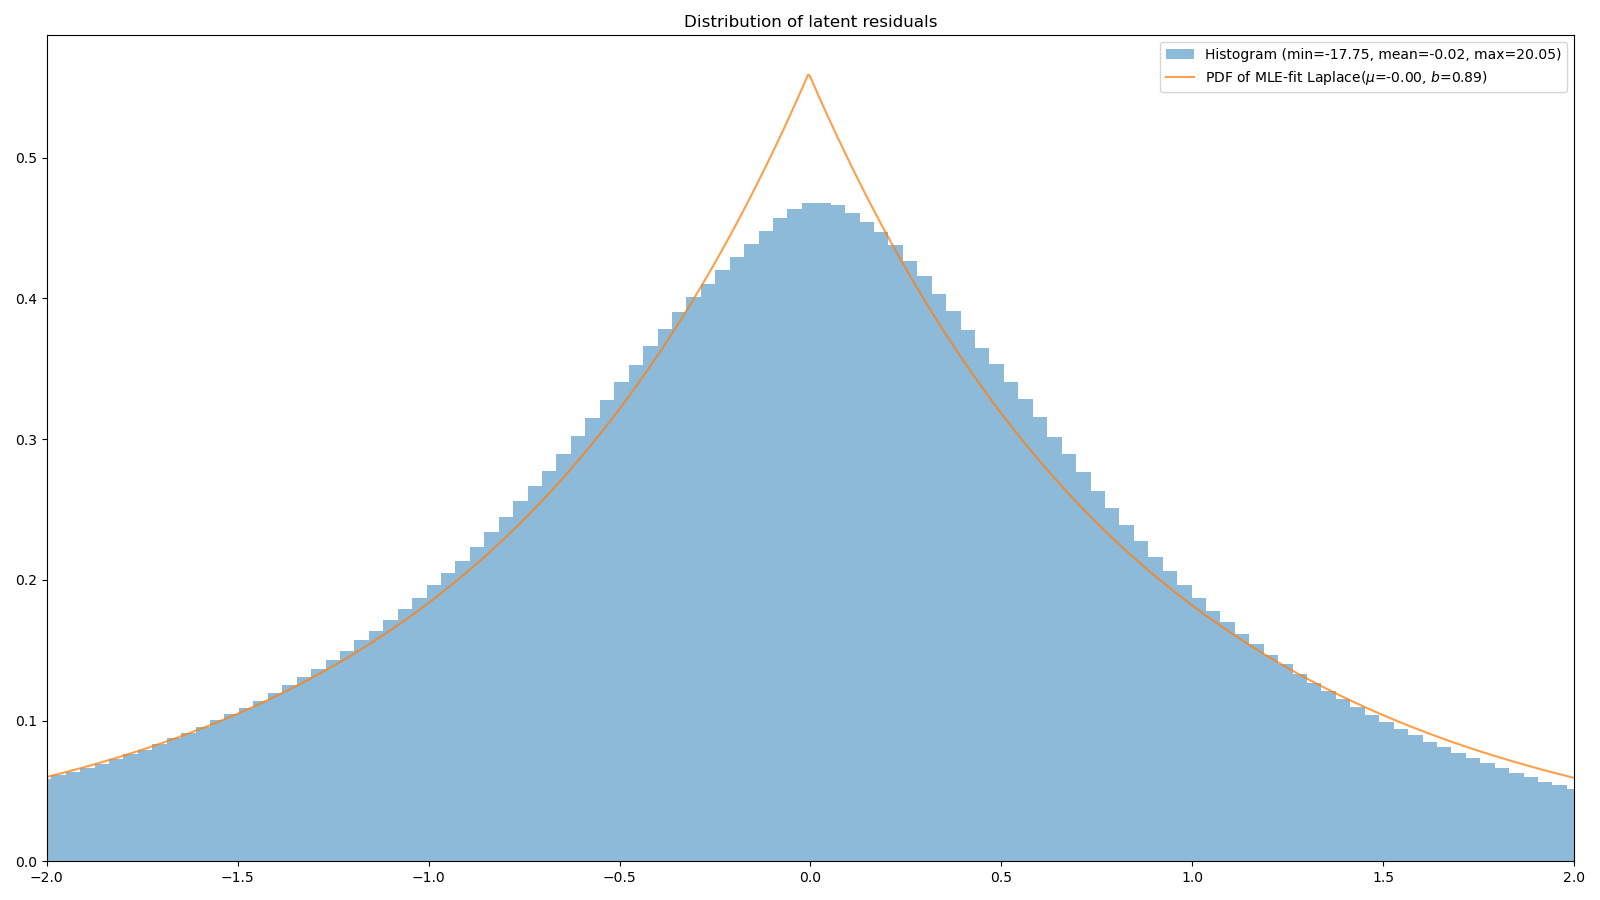 Distribution of latent residuals
Histogram (min=-17.75, mean=-0.02, max=20.05)
PDF of MLE-fit Laplace(μ=-0.00, b=0.89)
0.5
0.4
0.3
0.2
0.1
0.0
−2.0 −1.5 −1.0 −0.5 0.0 0.5 1.0 1.5 2.0